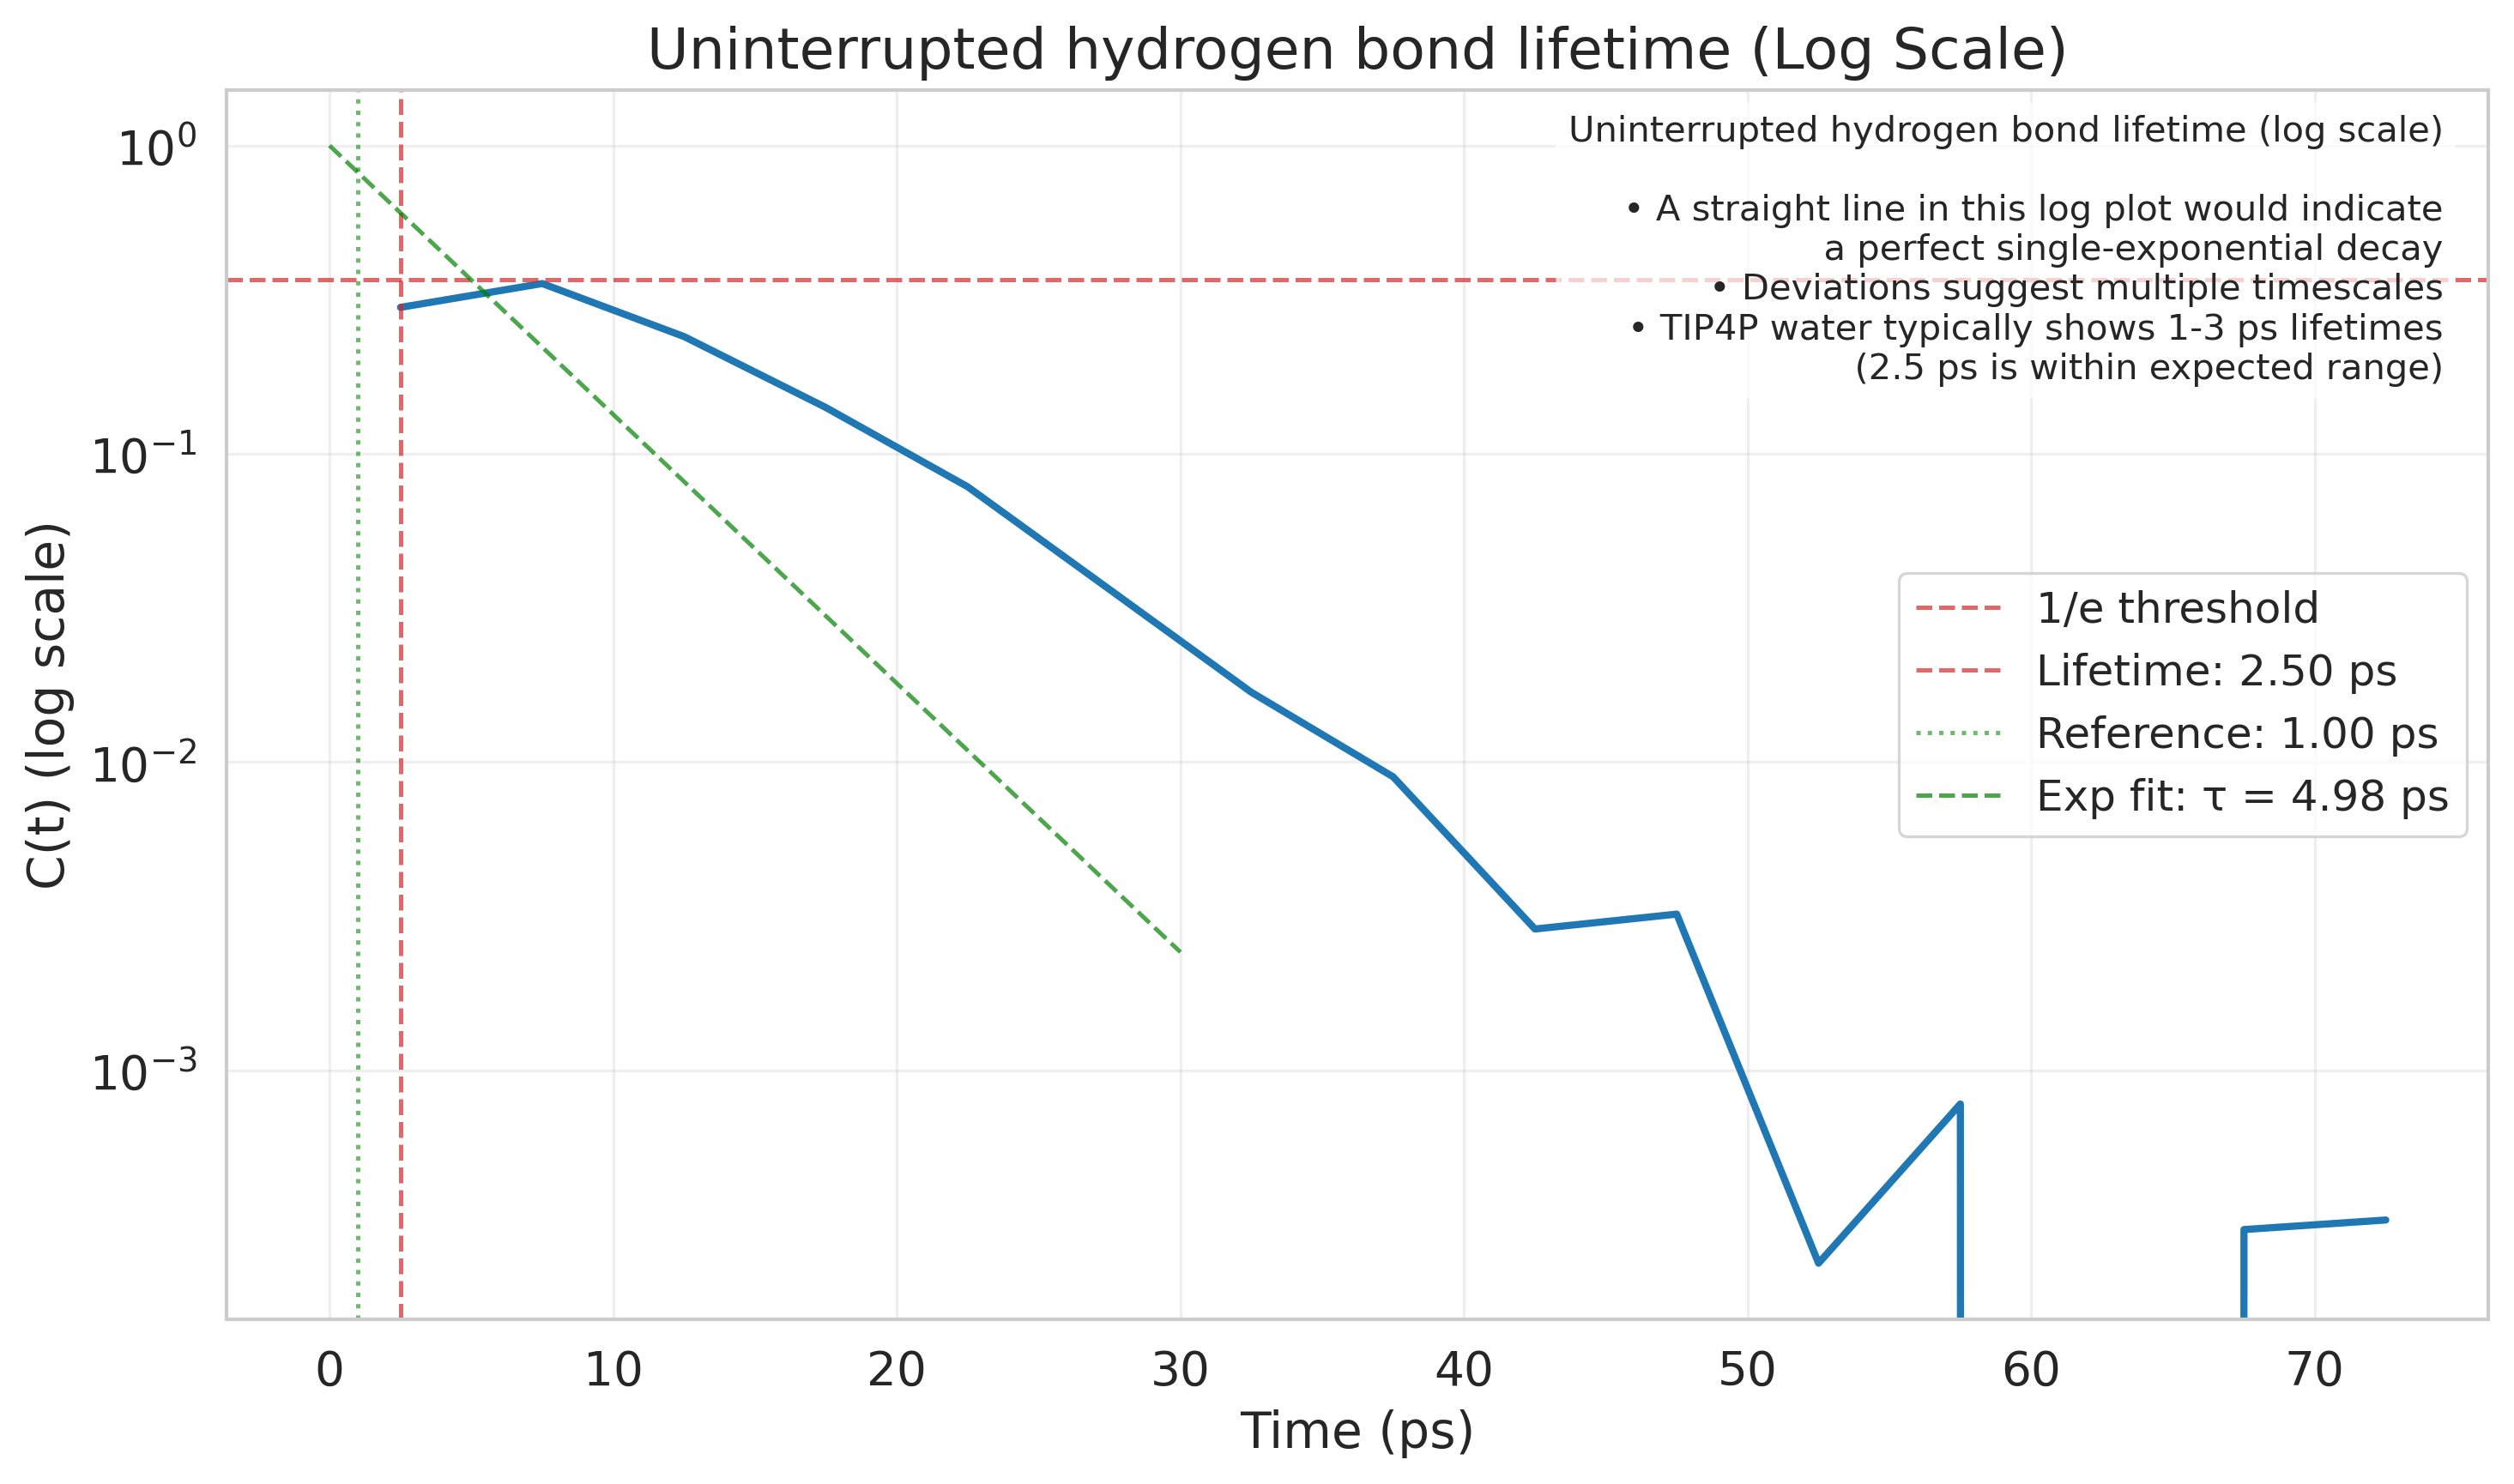 Uninterrupted hydrogen bond lifetime (Log Scale)
Uninterrupted hydrogen bond lifetime (log scale)
• A straight line in this log plot would indicate
a perfect single-exponential decay
• Deviations suggest multiple timescales
• TIP4P water typically shows 1-3 ps lifetimes
(2.5 ps is within expected range)
1/e threshold
Lifetime: 2.50 ps
Reference: 1.00 ps
Exp fit: τ = 4.98 ps
C(t) (log scale)
10⁰
10⁻¹
10⁻²
10⁻³
0 10 20 30 40 50 60 70
Time (ps)